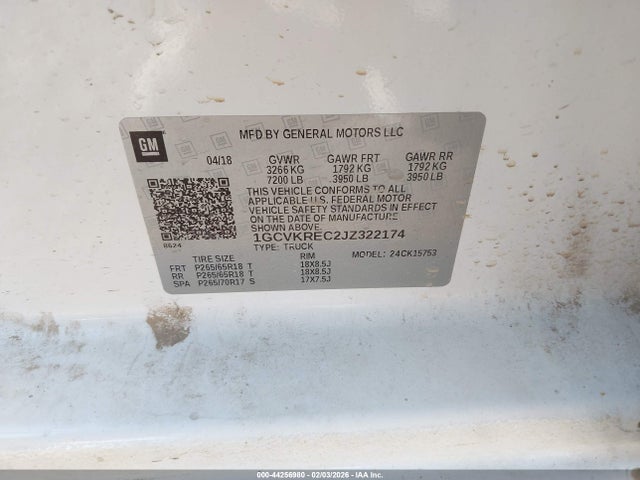 GM
MFD BY GENERAL MOTORS LLC
04/18 GVWR GAWR FRT GAWR RR
3266 KG 1792 KG 1792 KG
7200 LB 3950 LB 3950 LB
THIS VEHICLE CONFORMS TO ALL
APPLICABLE U.S. FEDERAL MOTOR
VEHICLE SAFETY STANDARDS IN EFFECT
ON THE DATE OF MANUFACTURE
SHOWN ABOVE.
1GCVKREC2JZ322174
8624 TYPE: TRUCK MODEL: 24CK15753
TIRE SIZE RIM
FRT P265/65R18 T 18X8.5J
RR P265/65R18 T 18X8.5J
SPA P265/70R17 S 17X7.5J
000-44256980 - 02/03/2026 - IAA Inc.